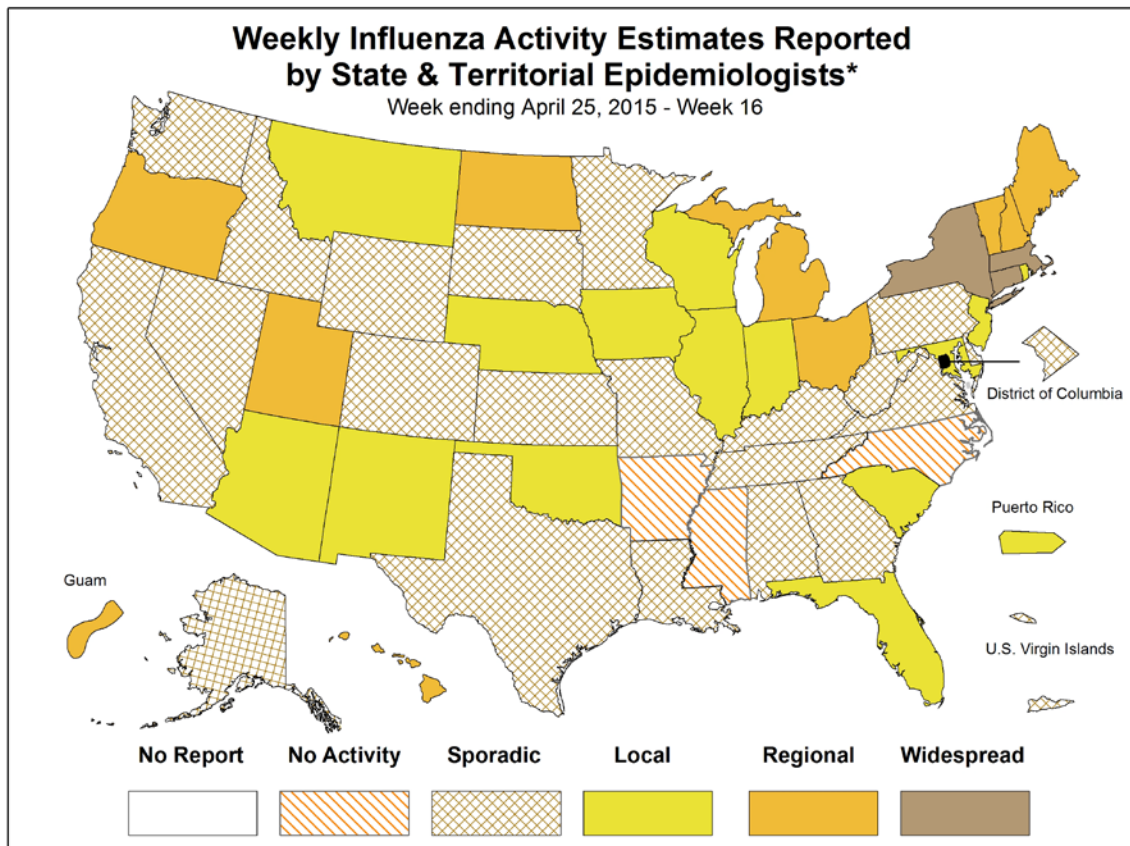 Weekly Influenza Activity Estimates Reported
by State & Territorial Epidemiologists*
Week ending April 25, 2015 - Week 16
District of Columbia
Puerto Rico
Guam
U.S. Virgin Islands
No Report No Activity Sporadic Local Regional Widespread